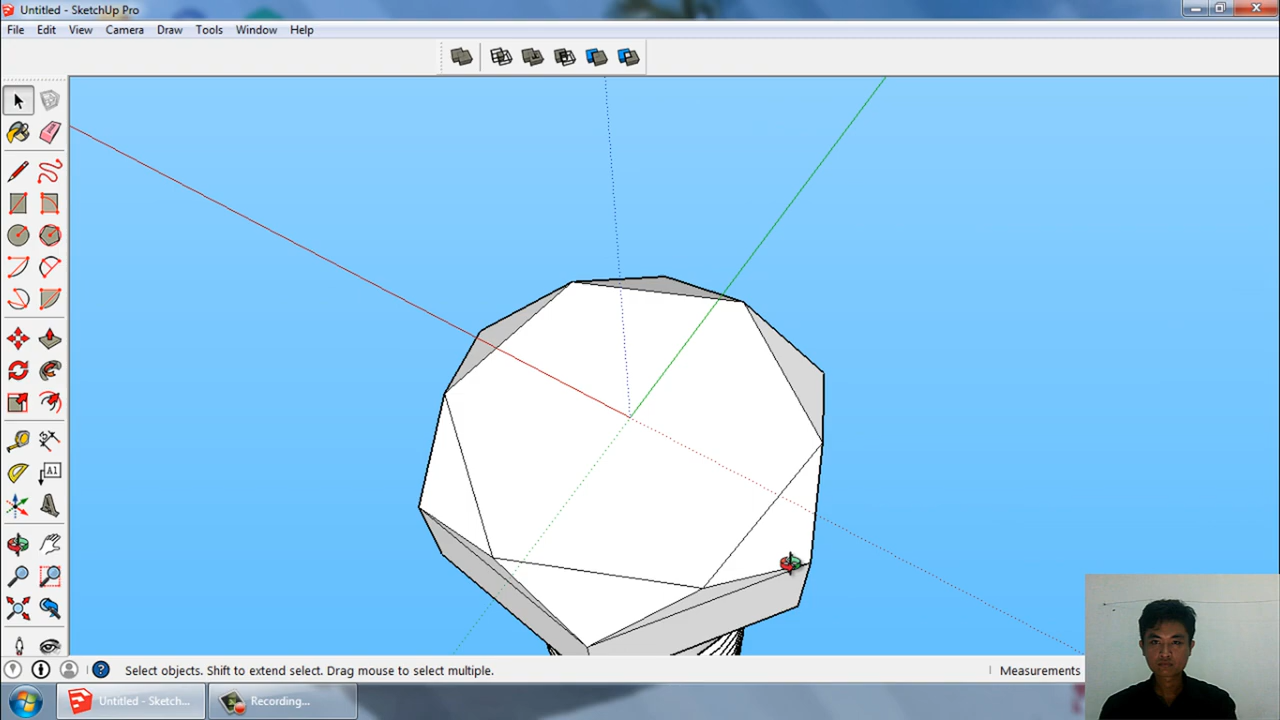 Untitled - SketchUp Pro
File Edit View Camera Draw Tools Window Help
A1
Select objects. Shift to extend select. Drag mouse to select multiple.
Measurements
Untitled - Sketch...
Recording...